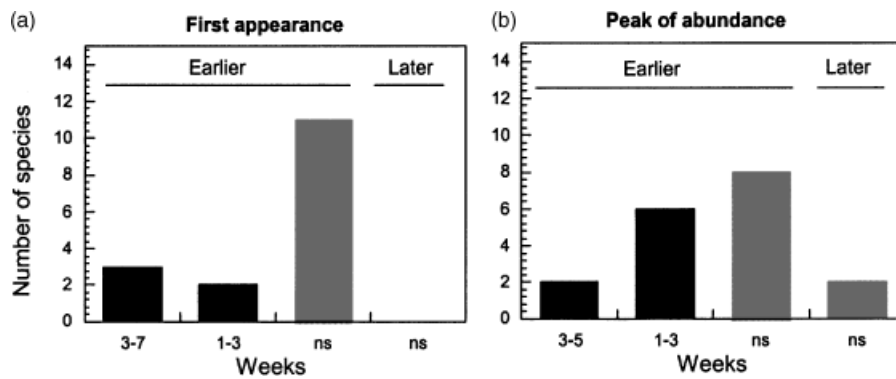 (a)
First appearance
Earlier
Later
Number of species
14
12
10
8
6
4
2
0
3-7
1-3
ns
ns
Weeks
(b)
Peak of abundance
Earlier
Later
14
12
10
8
6
4
2
0
3-5
1-3
ns
ns
Weeks